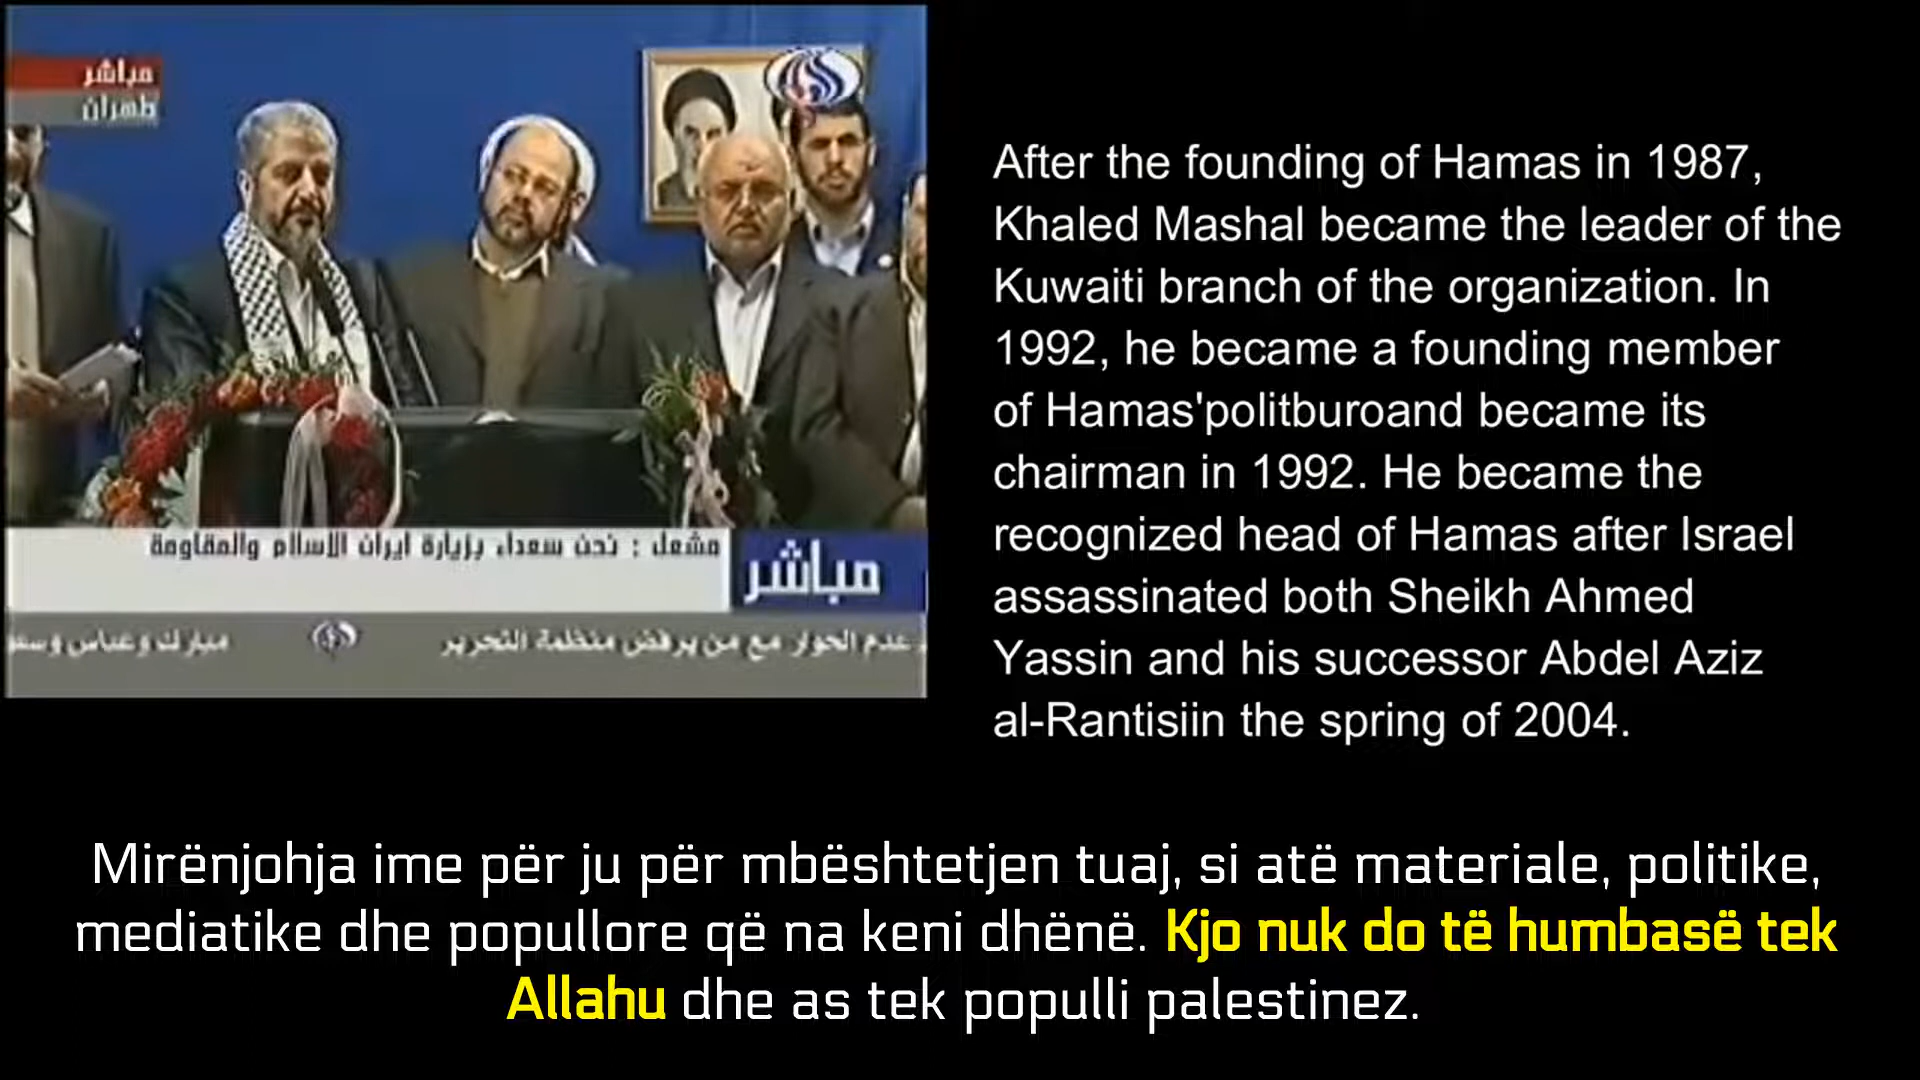 مباشر
طهران
مشعل : نحن سعداء بزيارة ايران الاسلام والمقاومة
مباشر
عدم الحوار مع من يرفض منظمة التحرير
مبارك وعباس وسعو
After the founding of Hamas in 1987,
Khaled Mashal became the leader of the
Kuwaiti branch of the organization. In
1992, he became a founding member
of Hamas'politburoand became its
chairman in 1992. He became the
recognized head of Hamas after Israel
assassinated both Sheikh Ahmed
Yassin and his successor Abdel Aziz
al-Rantisiin the spring of 2004.
Mirënjohja ime për ju për mbështetjen tuaj, si atë materiale, politike,
mediatike dhe popullore që na keni dhënë. Kjo nuk do të humbasë tek
Allahu dhe as tek populli palestinez.